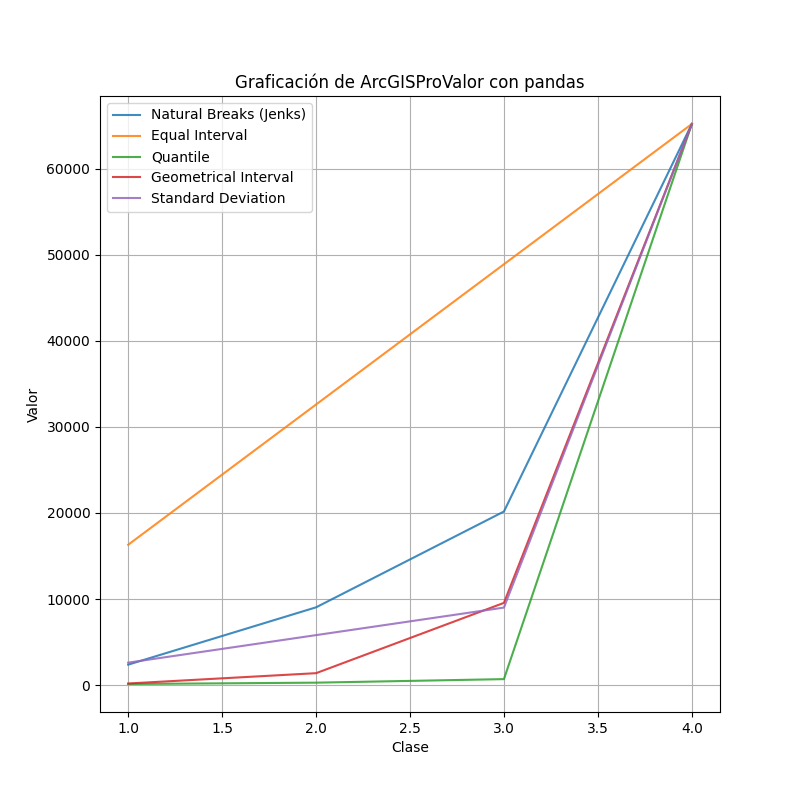 Graficación de ArcGISProValor con pandas
Natural Breaks (Jenks)
Equal Interval
Quantile
Geometrical Interval
Standard Deviation
60000
50000
40000
30000
20000
10000
0
Valor
1.0 1.5 2.0 2.5 3.0 3.5 4.0
Clase